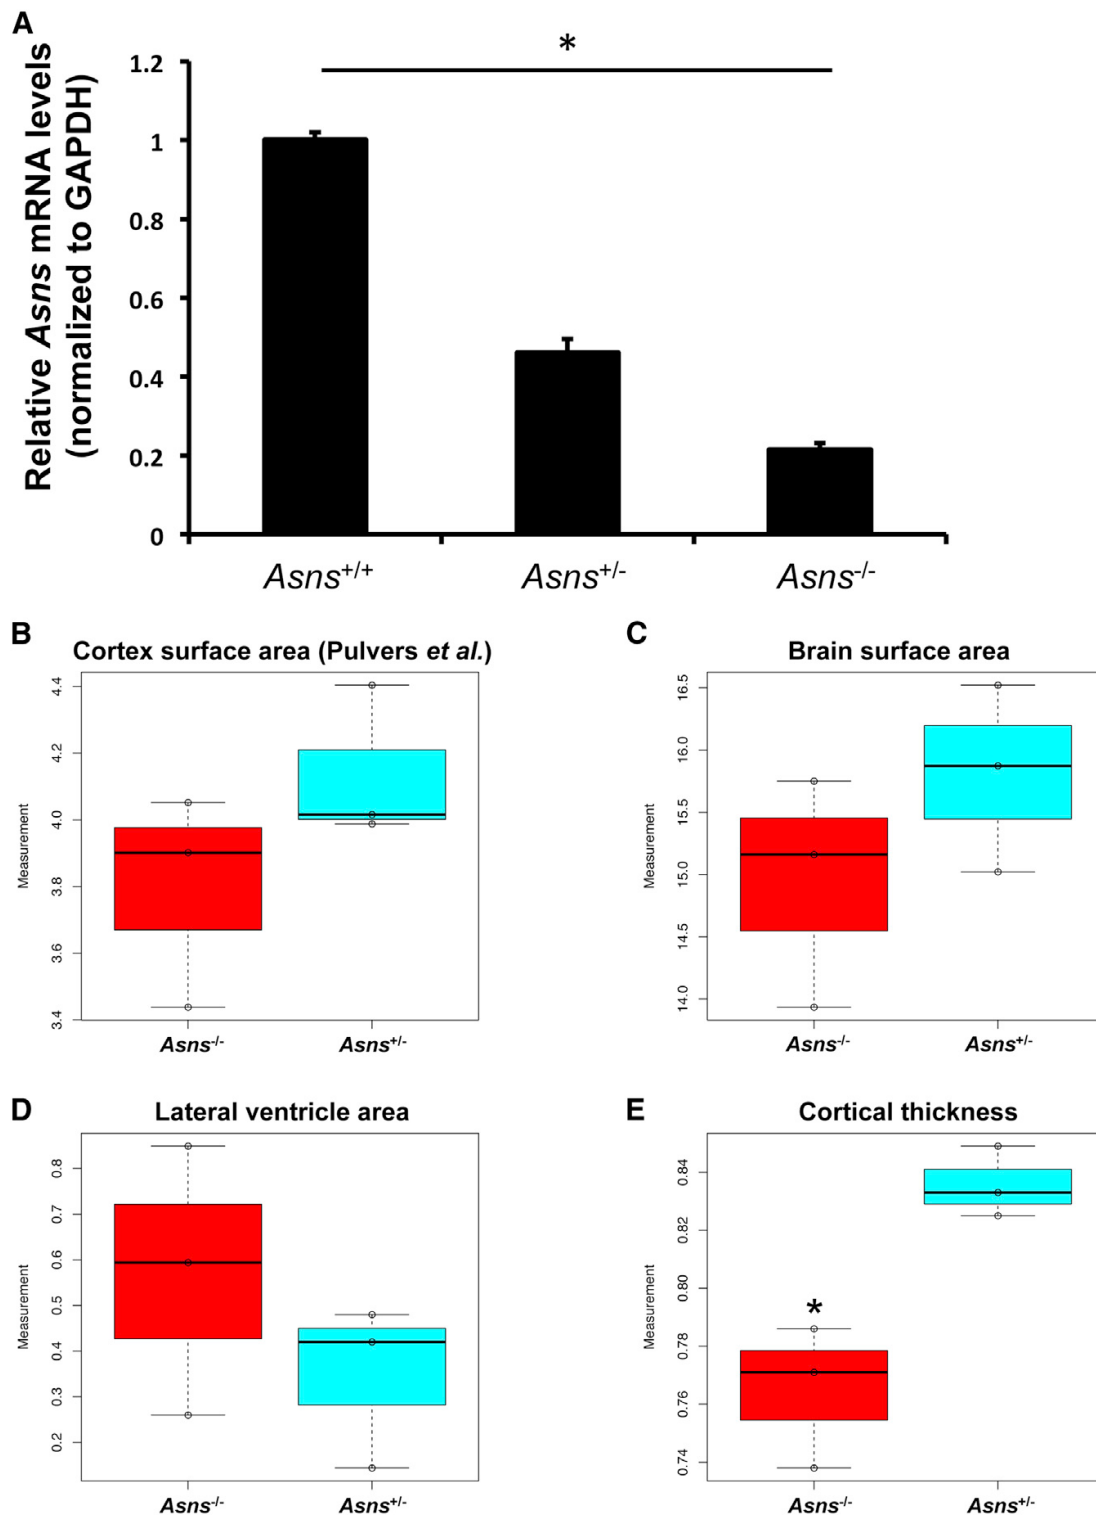 A
Relative Asns mRNA levels
(normalized to GAPDH)
*
1.2
1
0.8
0.6
0.4
0.2
0
Asns+/+ Asns+/- Asns-/-
B
Cortex surface area (Pulvers et al.)
Measurement
4.4
4.2
4.0
3.8
3.6
3.4
Asns-/- Asns+/-
C
Brain surface area
Measurement
16.5
16.0
15.5
15.0
14.5
14.0
Asns-/- Asns+/-
D
Lateral ventricle area
Measurement
0.8
0.7
0.6
0.5
0.4
0.3
0.2
Asns-/- Asns+/-
E
Cortical thickness
Measurement
0.84
0.82
0.80
0.78
0.76
0.74
*
Asns-/- Asns+/-